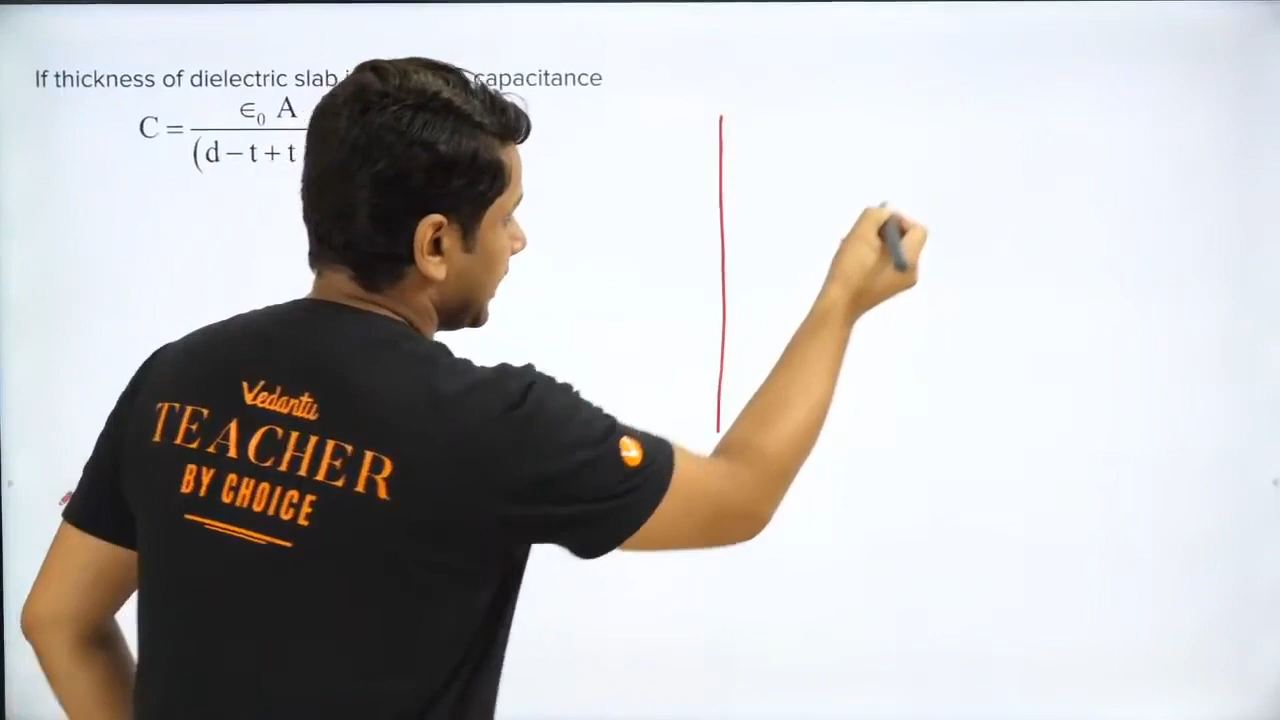 If thickness of dielectric slab capacitance
C = ∈₀ A
(d − t + t
Vedantu
TEACHER
BY CHOICE